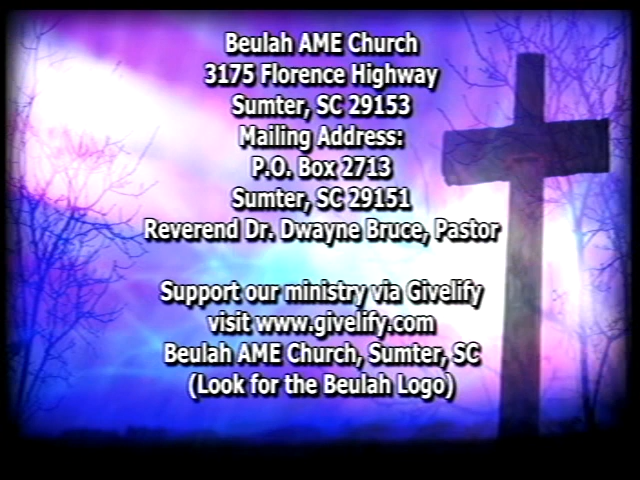 Beulah AME Church
3175 Florence Highway
Sumter, SC 29153
Mailing Address:
P.O. Box 2713
Sumter, SC 29151
Reverend Dr. Dwayne Bruce, Pastor
Support our ministry via Givelify
visit www.givelify.com
Beulah AME Church, Sumter, SC
(Look for the Beulah Logo)